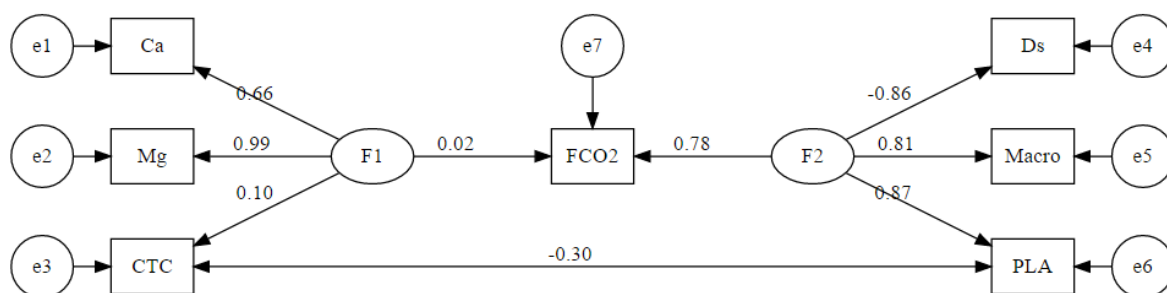 e1
Ca
e7
Ds
e4
0.66
-0.86
e2
Mg
0.99
F1
0.02
FCO2
0.78
F2
0.81
Macro
e5
0.10
0.87
e3
CTC
-0.30
PLA
e6